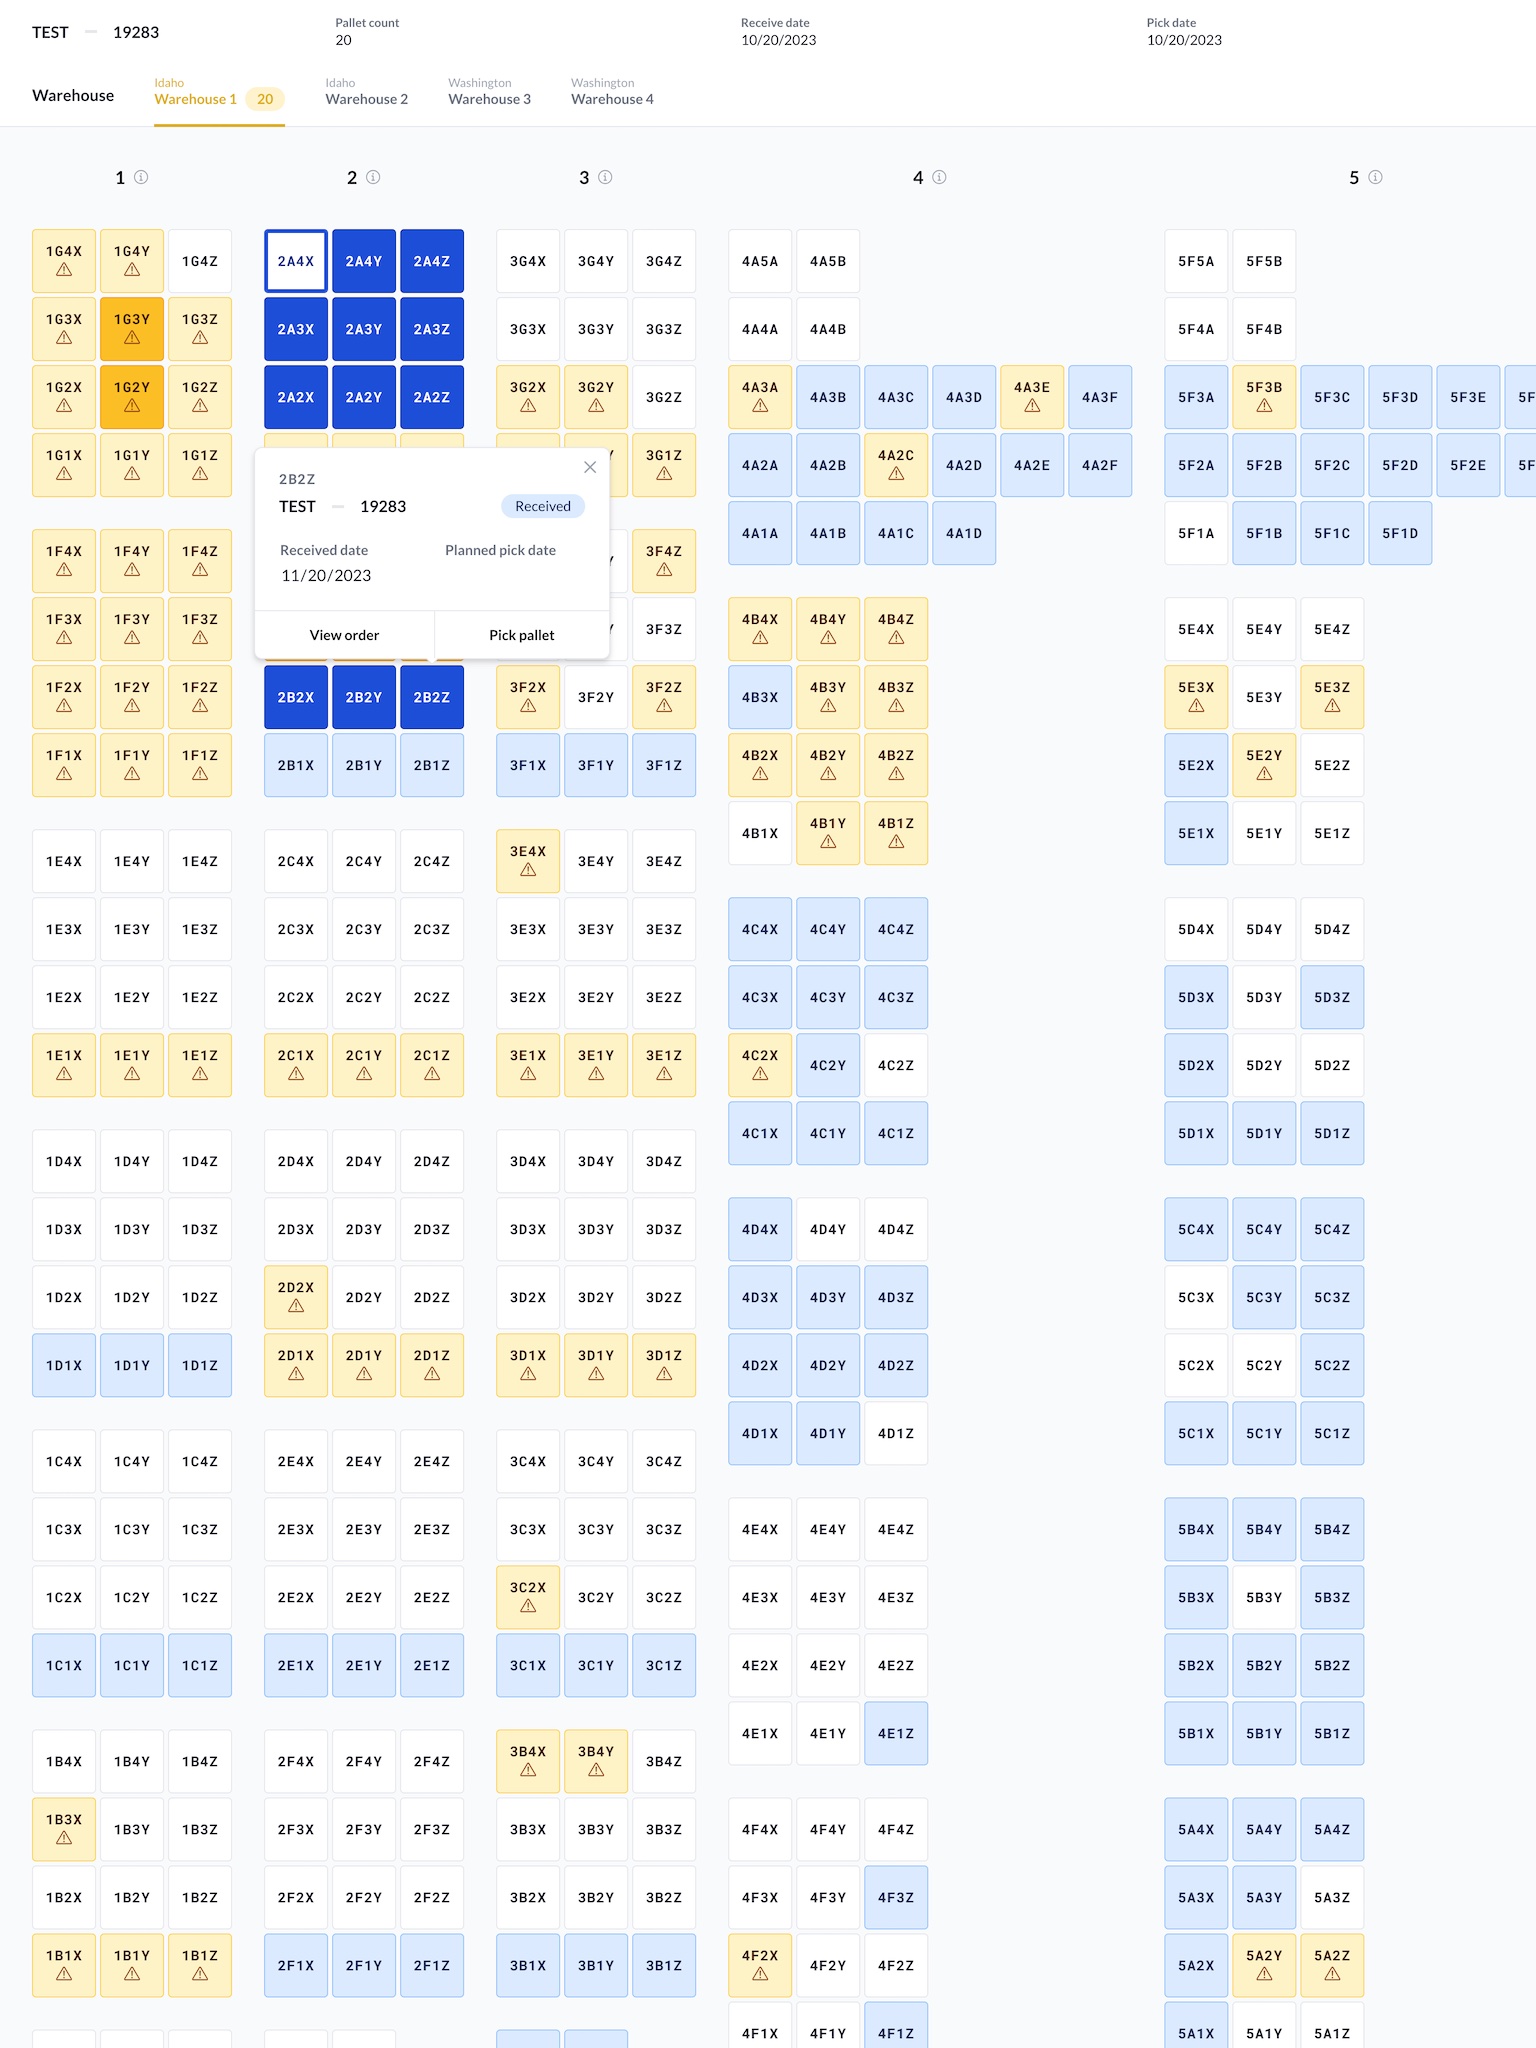 TEST — 19283
Pallet count
20
Receive date
10/20/2023
Pick date
10/20/2023
Warehouse
Idaho
Warehouse 1 20
Idaho
Warehouse 2
Washington
Warehouse 3
Washington
Warehouse 4
1
1G4X 1G4Y 1G4Z
1G3X 1G3Y 1G3Z
1G2X 1G2Y 1G2Z
1G1X 1G1Y 1G1Z
1F4X 1F4Y 1F4Z
1F3X 1F3Y 1F3Z
1F2X 1F2Y 1F2Z
1F1X 1F1Y 1F1Z
1E4X 1E4Y 1E4Z
1E3X 1E3Y 1E3Z
1E2X 1E2Y 1E2Z
1E1X 1E1Y 1E1Z
1D4X 1D4Y 1D4Z
1D3X 1D3Y 1D3Z
1D2X 1D2Y 1D2Z
1D1X 1D1Y 1D1Z
1C4X 1C4Y 1C4Z
1C3X 1C3Y 1C3Z
1C2X 1C2Y 1C2Z
1C1X 1C1Y 1C1Z
1B4X 1B4Y 1B4Z
1B3X 1B3Y 1B3Z
1B2X 1B2Y 1B2Z
1B1X 1B1Y 1B1Z
2
2A4X 2A4Y 2A4Z
2A3X 2A3Y 2A3Z
2A2X 2A2Y 2A2Z
2B2Z
TEST — 19283 Received
Received date Planned pick date
11/20/2023
View order Pick pallet
2B2X 2B2Y 2B2Z
2B1X 2B1Y 2B1Z
2C4X 2C4Y 2C4Z
2C3X 2C3Y 2C3Z
2C2X 2C2Y 2C2Z
2C1X 2C1Y 2C1Z
2D4X 2D4Y 2D4Z
2D3X 2D3Y 2D3Z
2D2X 2D2Y 2D2Z
2D1X 2D1Y 2D1Z
2E4X 2E4Y 2E4Z
2E3X 2E3Y 2E3Z
2E2X 2E2Y 2E2Z
2E1X 2E1Y 2E1Z
2F4X 2F4Y 2F4Z
2F3X 2F3Y 2F3Z
2F2X 2F2Y 2F2Z
2F1X 2F1Y 2F1Z
3
3G4X 3G4Y 3G4Z
3G3X 3G3Y 3G3Z
3G2X 3G2Y 3G2Z
3G1Z
3F4Z
3F3Z
3F2X 3F2Y 3F2Z
3F1X 3F1Y 3F1Z
3E4X 3E4Y 3E4Z
3E3X 3E3Y 3E3Z
3E2X 3E2Y 3E2Z
3E1X 3E1Y 3E1Z
3D4X 3D4Y 3D4Z
3D3X 3D3Y 3D3Z
3D2X 3D2Y 3D2Z
3D1X 3D1Y 3D1Z
3C4X 3C4Y 3C4Z
3C3X 3C3Y 3C3Z
3C2X 3C2Y 3C2Z
3C1X 3C1Y 3C1Z
3B4X 3B4Y 3B4Z
3B3X 3B3Y 3B3Z
3B2X 3B2Y 3B2Z
3B1X 3B1Y 3B1Z
4
4A5A 4A5B
4A4A 4A4B
4A3A 4A3B 4A3C 4A3D 4A3E 4A3F
4A2A 4A2B 4A2C 4A2D 4A2E 4A2F
4A1A 4A1B 4A1C 4A1D
4B4X 4B4Y 4B4Z
4B3X 4B3Y 4B3Z
4B2X 4B2Y 4B2Z
4B1X 4B1Y 4B1Z
4C4X 4C4Y 4C4Z
4C3X 4C3Y 4C3Z
4C2X 4C2Y 4C2Z
4C1X 4C1Y 4C1Z
4D4X 4D4Y 4D4Z
4D3X 4D3Y 4D3Z
4D2X 4D2Y 4D2Z
4D1X 4D1Y 4D1Z
4E4X 4E4Y 4E4Z
4E3X 4E3Y 4E3Z
4E2X 4E2Y 4E2Z
4E1X 4E1Y 4E1Z
4F4X 4F4Y 4F4Z
4F3X 4F3Y 4F3Z
4F2X 4F2Y 4F2Z
4F1X 4F1Y 4F1Z
5
5F5A 5F5B
5F4A 5F4B
5F3A 5F3B 5F3C 5F3D 5F3E
5F2A 5F2B 5F2C 5F2D 5F2E
5F1A 5F1B 5F1C 5F1D
5E4X 5E4Y 5E4Z
5E3X 5E3Y 5E3Z
5E2X 5E2Y 5E2Z
5E1X 5E1Y 5E1Z
5D4X 5D4Y 5D4Z
5D3X 5D3Y 5D3Z
5D2X 5D2Y 5D2Z
5D1X 5D1Y 5D1Z
5C4X 5C4Y 5C4Z
5C3X 5C3Y 5C3Z
5C2X 5C2Y 5C2Z
5C1X 5C1Y 5C1Z
5B4X 5B4Y 5B4Z
5B3X 5B3Y 5B3Z
5B2X 5B2Y 5B2Z
5B1X 5B1Y 5B1Z
5A4X 5A4Y 5A4Z
5A3X 5A3Y 5A3Z
5A2X 5A2Y 5A2Z
5A1X 5A1Y 5A1Z